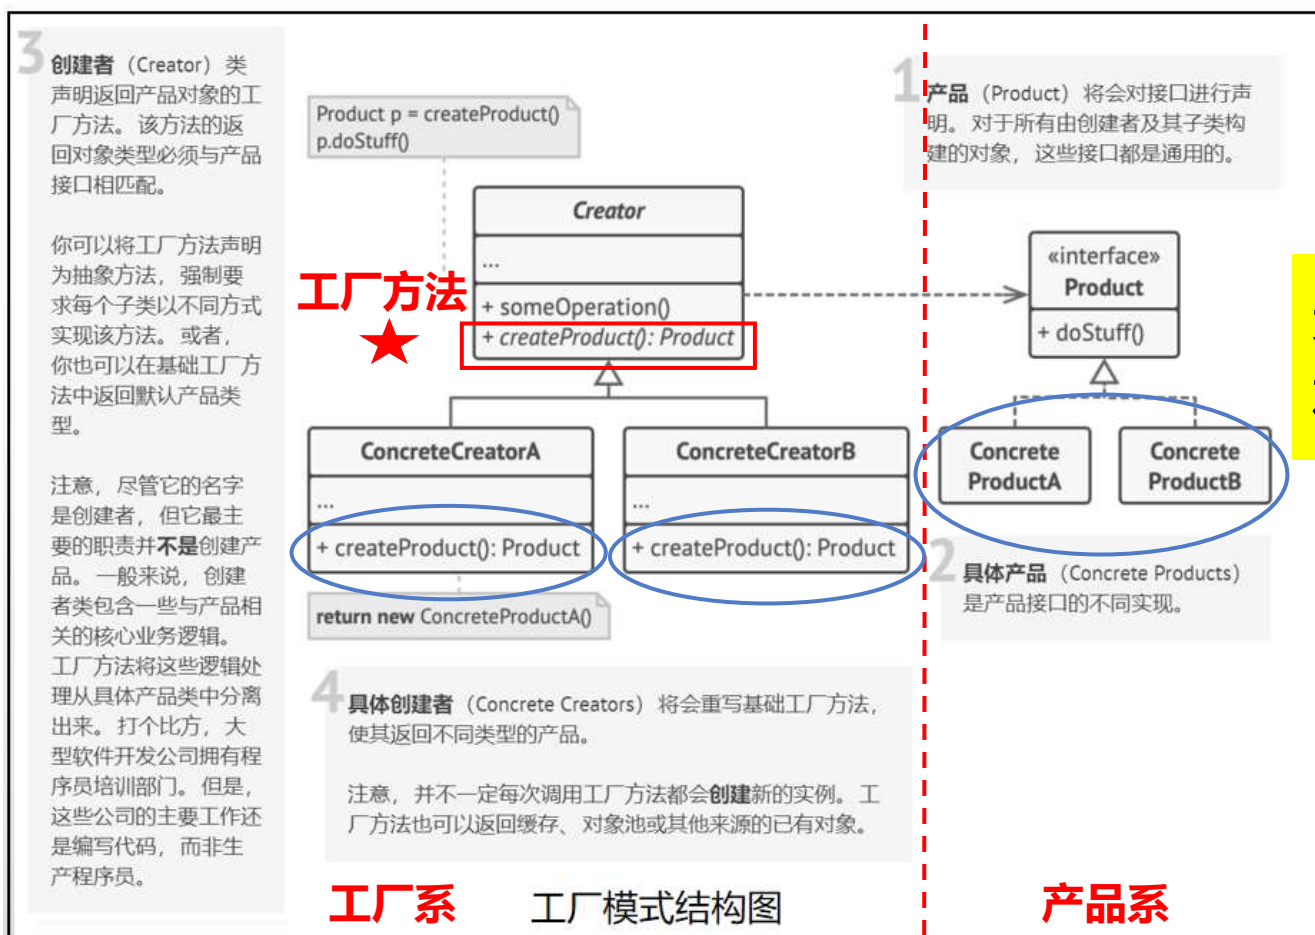 3
创建者（Creator）类
声明返回产品对象的工
厂方法。该方法的返
回对象类型必须与产品
接口相匹配。
你可以将工厂方法声明
为抽象方法，强制要
求每个子类以不同方式
实现该方法。或者，
你也可以在基础工厂方
法中返回默认产品类
型。
注意，尽管它的名字
是创建者，但它最主
要的职责并不是创建产
品。一般来说，创建
者类包含一些与产品相
关的核心业务逻辑。
工厂方法将这些逻辑处
理从具体产品类中分离
出来。打个比方，大
型软件开发公司拥有程
序员培训部门。但是，
这些公司的主要工作还
是编写代码，而非生
产程序员。
Product p = createProduct()
p.doStuff()
Creator
...
+ someOperation()
+ createProduct(): Product
工厂方法
ConcreteCreatorA
...
+ createProduct(): Product
return new ConcreteProductA()
ConcreteCreatorB
...
+ createProduct(): Product
1
产品（Product）将会对接口进行声
明。对于所有由创建者及其子类构
建的对象，这些接口都是通用的。
«interface»
Product
+ doStuff()
Concrete
ProductA
Concrete
ProductB
2
具体产品（Concrete Products）
是产品接口的不同实现。
4
具体创建者（Concrete Creators）将会重写基础工厂方法，
使其返回不同类型的产品。
注意，并不一定每次调用工厂方法都会创建新的实例。工
厂方法也可以返回缓存、对象池或其他来源的已有对象。
工厂系
工厂模式结构图
产品系